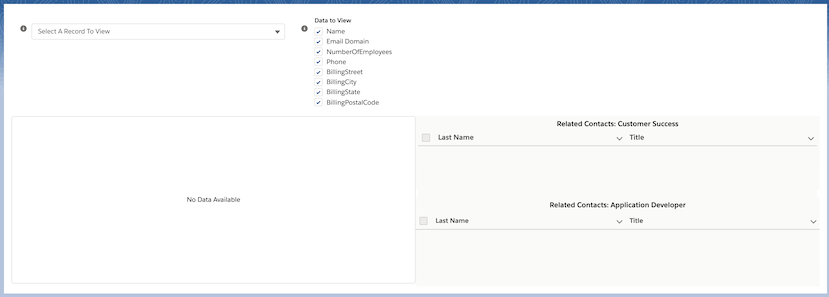 Select A Record To View
Data to View
Name
Email Domain
NumberOfEmployees
Phone
BillingStreet
BillingCity
BillingState
BillingPostalCode
No Data Available
Related Contacts: Customer Success
Last Name Title
Related Contacts: Application Developer
Last Name Title